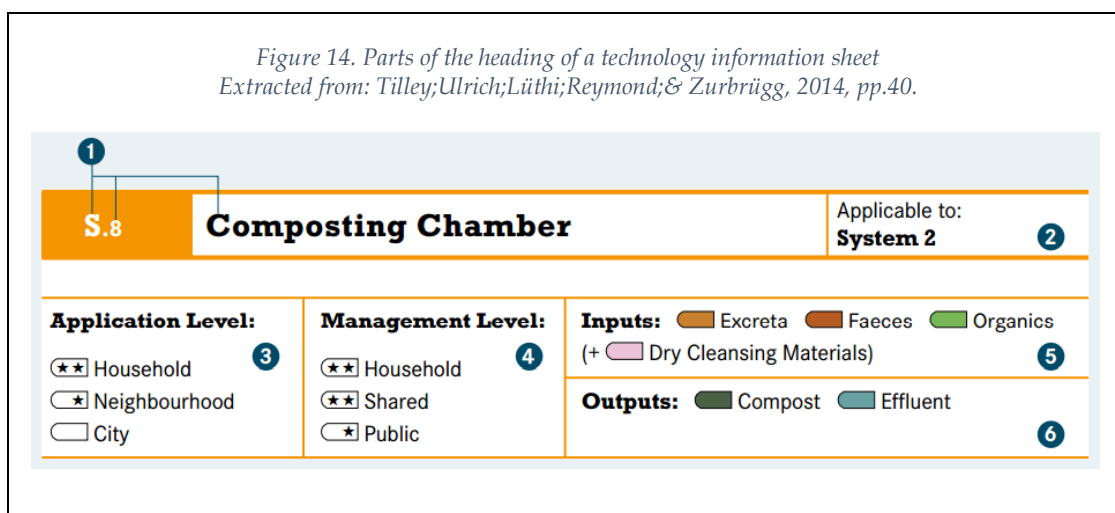 Figure 14. Parts of the heading of a technology information sheet
Extracted from: Tilley;Ulrich;Lüthi;Reymond;& Zurbrügg, 2014, pp.40.
1
S.8 Composting Chamber
Applicable to:
System 2
2
Application Level:
3
★★ Household
★ Neighbourhood
City
Management Level:
4
★★ Household
★★ Shared
★ Public
Inputs: Excreta Faeces Organics
(+ Dry Cleansing Materials)
5
Outputs: Compost Effluent
6